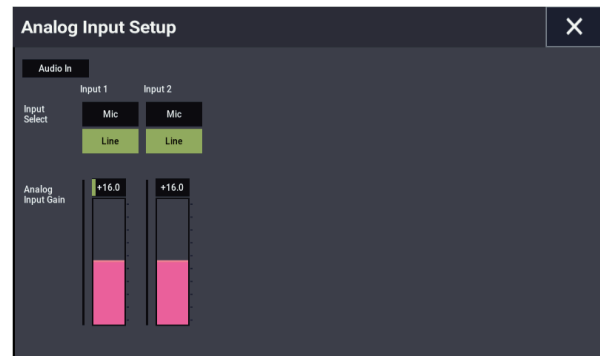 Analog Input Setup
Audio In
Input 1 Input 2
Input
Select
Mic Mic
Line Line
Analog
Input Gain
+16.0 +16.0